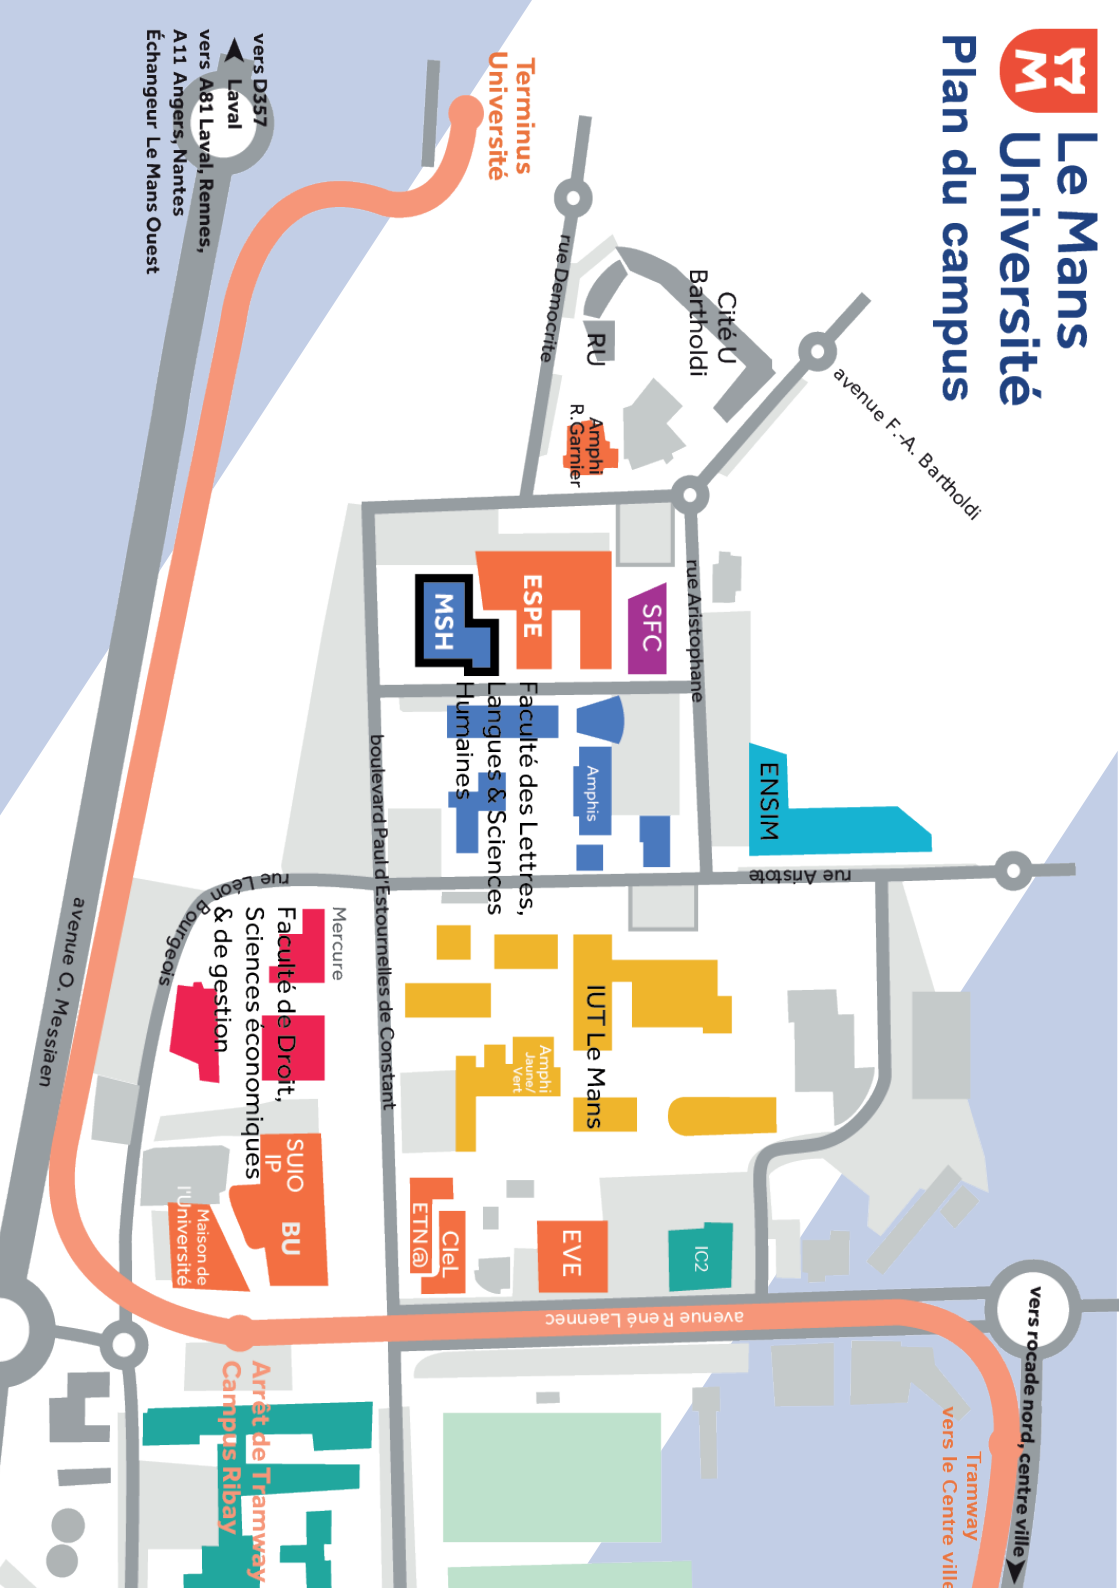 Le Mans
Université
Plan du campus
Terminus
Université
vers D357
Laval
vers A81 Laval, Rennes,
A11 Angers, Nantes
Échangeur Le Mans Ouest
rue Democrite
Cité U
Bartholdi
RU
avenue F.-A. Bartholdi
Amphi
R.Garnier
rue Aristophane
SFC
ESPE
MSH
Faculté des Lettres,
Langues & Sciences
Humaines
Amphis
ENSIM
rue Aristote
boulevard Paul d'Estournelles de Constant
rue Léon Bourgeois
avenue O. Messiaen
Mercure
Faculté de Droit,
Sciences économiques
& de gestion
IUT Le Mans
Amphi
Jaune/
Vert
SUIO
IP
BU
Maison de
l'Université
ETN@
CleL
EVE
IC2
avenue René Laennec
vers rocade nord, centre ville
Tramway
vers le Centre ville
Arrêt de Tramway
Campus Ribay